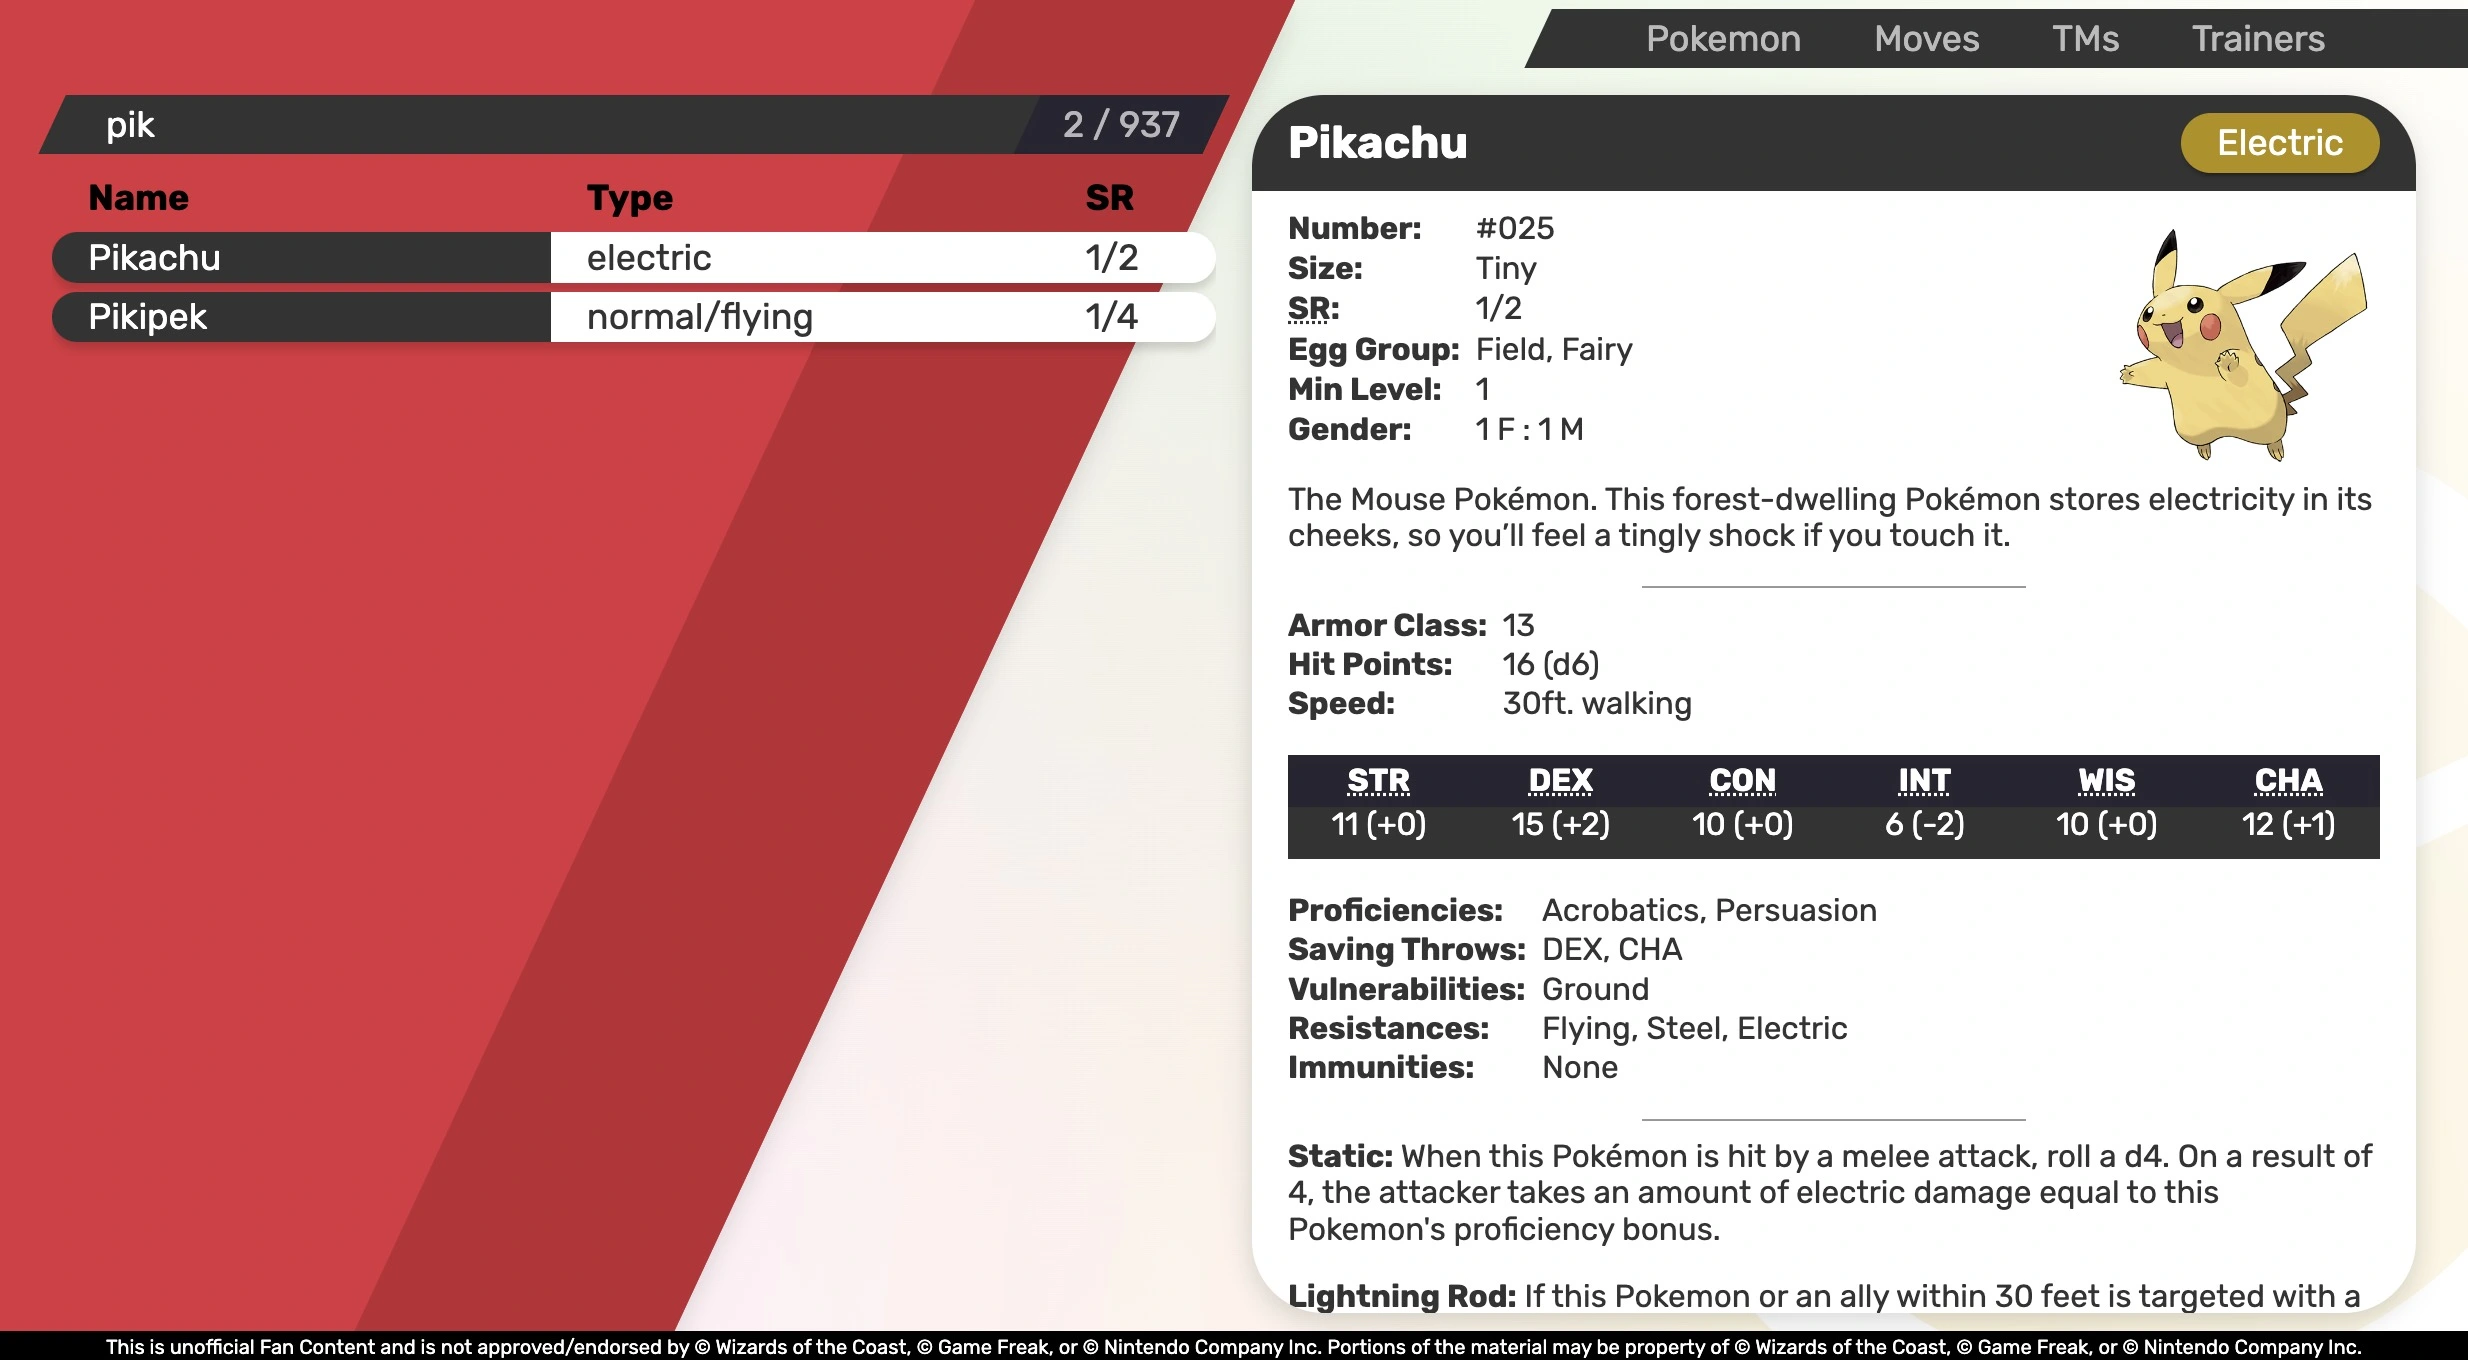 Pokemon Moves TMs Trainers
pik 2 / 937
Name Type SR
Pikachu electric 1/2
Pikipek normal/flying 1/4
Pikachu Electric
Number: #025
Size: Tiny
SR: 1/2
Egg Group: Field, Fairy
Min Level: 1
Gender: 1 F : 1 M
The Mouse Pokémon. This forest-dwelling Pokémon stores electricity in its
cheeks, so you’ll feel a tingly shock if you touch it.
Armor Class: 13
Hit Points: 16 (d6)
Speed: 30ft. walking
STR DEX CON INT WIS CHA
11 (+0) 15 (+2) 10 (+0) 6 (-2) 10 (+0) 12 (+1)
Proficiencies: Acrobatics, Persuasion
Saving Throws: DEX, CHA
Vulnerabilities: Ground
Resistances: Flying, Steel, Electric
Immunities: None
Static: When this Pokémon is hit by a melee attack, roll a d4. On a result of
4, the attacker takes an amount of electric damage equal to this
Pokemon's proficiency bonus.
Lightning Rod: If this Pokemon or an ally within 30 feet is targeted with a
This is unofficial Fan Content and is not approved/endorsed by © Wizards of the Coast, © Game Freak, or © Nintendo Company Inc. Portions of the material may be property of © Wizards of the Coast, © Game Freak, or © Nintendo Company Inc.